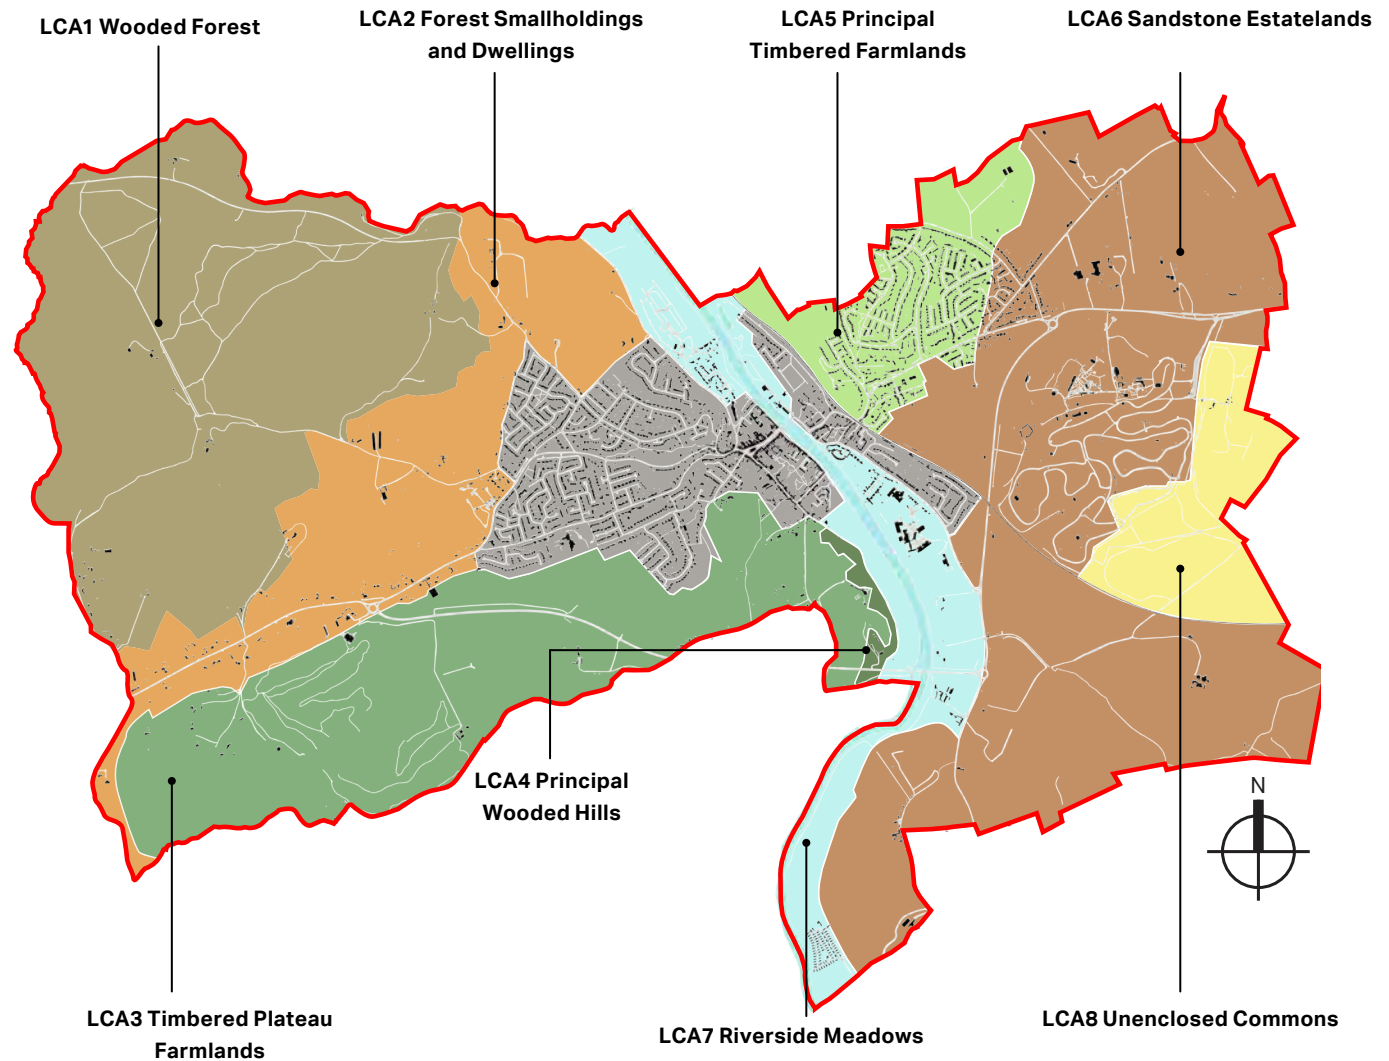 LCA1 Wooded Forest
LCA2 Forest Smallholdings
and Dwellings
LCA5 Principal
Timbered Farmlands
LCA6 Sandstone Estatelands
LCA4 Principal
Wooded Hills
N
LCA3 Timbered Plateau
Farmlands
LCA7 Riverside Meadows
LCA8 Unenclosed Commons